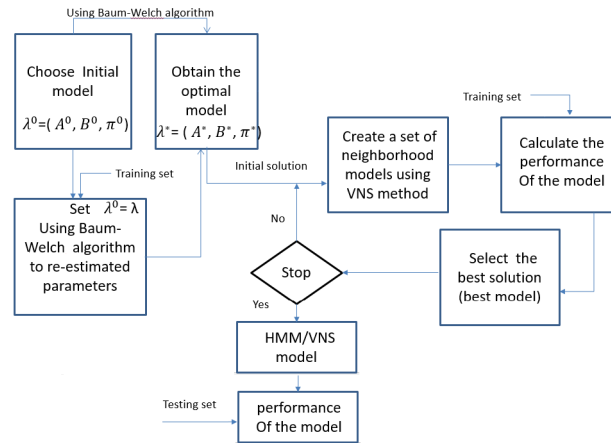 Using Baum-Welch algorithm
Choose Initial
model
λ⁰=( A⁰, B⁰, π⁰)
Obtain the
optimal
model
λ*= ( A*, B*, π*)
Training set
Set λ⁰= λ
Using Baum-
Welch algorithm
to re-estimated
parameters
Initial solution
Create a set of
neighborhood
models using
VNS method
Training set
Calculate the
performance
Of the model
Select the
best solution
(best model)
No
Stop
Yes
HMM/VNS
model
Testing set
performance
Of the model